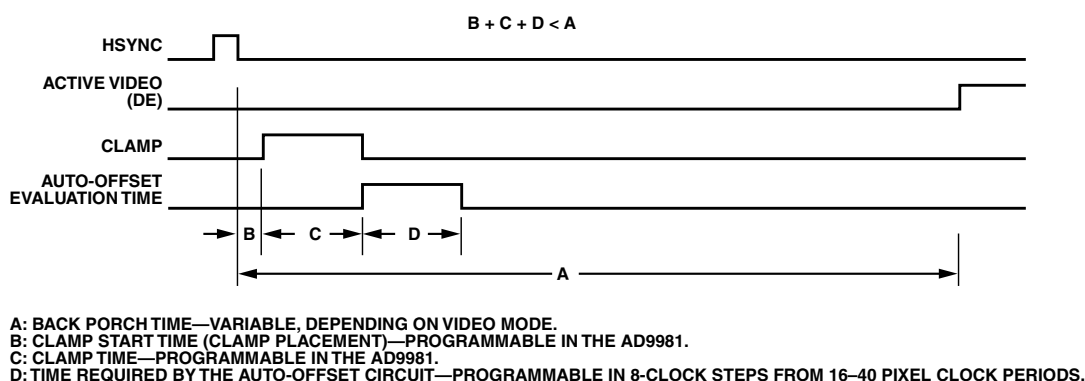 B + C + D < A
HSYNC
ACTIVE VIDEO
(DE)
CLAMP
AUTO-OFFSET
EVALUATION TIME
B
C
D
A
A: BACK PORCH TIME—VARIABLE, DEPENDING ON VIDEO MODE.
B: CLAMP START TIME (CLAMP PLACEMENT)—PROGRAMMABLE IN THE AD9981.
C: CLAMP TIME—PROGRAMMABLE IN THE AD9981.
D: TIME REQUIRED BY THE AUTO-OFFSET CIRCUIT—PROGRAMMABLE IN 8-CLOCK STEPS FROM 16–40 PIXEL CLOCK PERIODS.